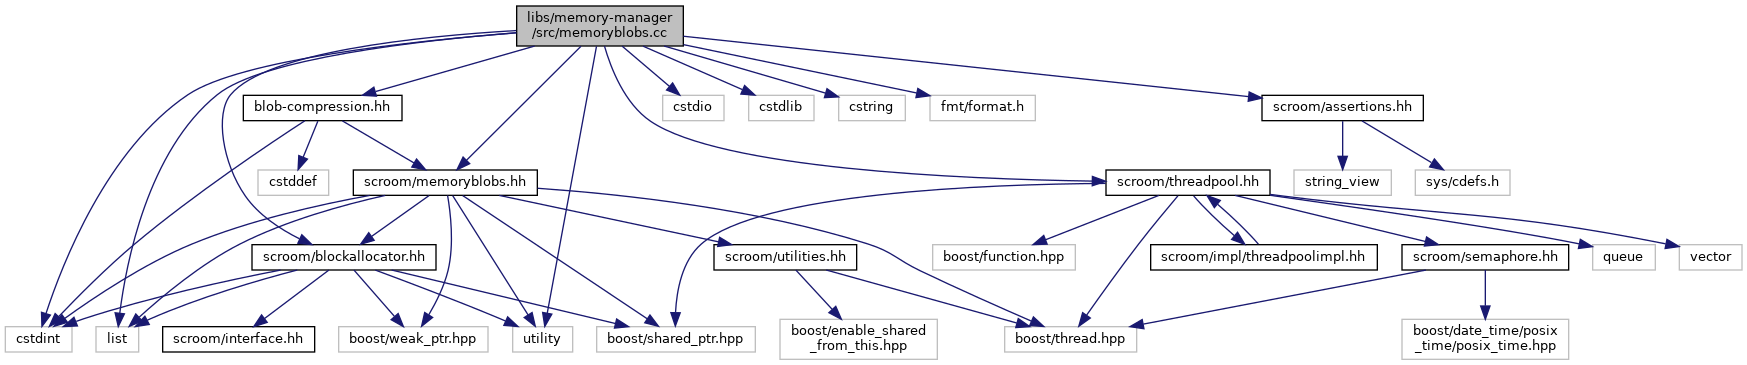 libs/memory-manager
/src/memoryblobs.cc
blob-compression.hh
cstdio
cstdlib
cstring
fmt/format.h
scroom/assertions.hh
cstddef
scroom/memoryblobs.hh
scroom/threadpool.hh
string_view
sys/cdefs.h
scroom/blockallocator.hh
scroom/utilities.hh
boost/function.hpp
scroom/impl/threadpoolimpl.hh
scroom/semaphore.hh
queue
vector
cstdint
list
scroom/interface.hh
boost/weak_ptr.hpp
utility
boost/shared_ptr.hpp
boost/enable_shared
_from_this.hpp
boost/thread.hpp
boost/date_time/posix
_time/posix_time.hpp